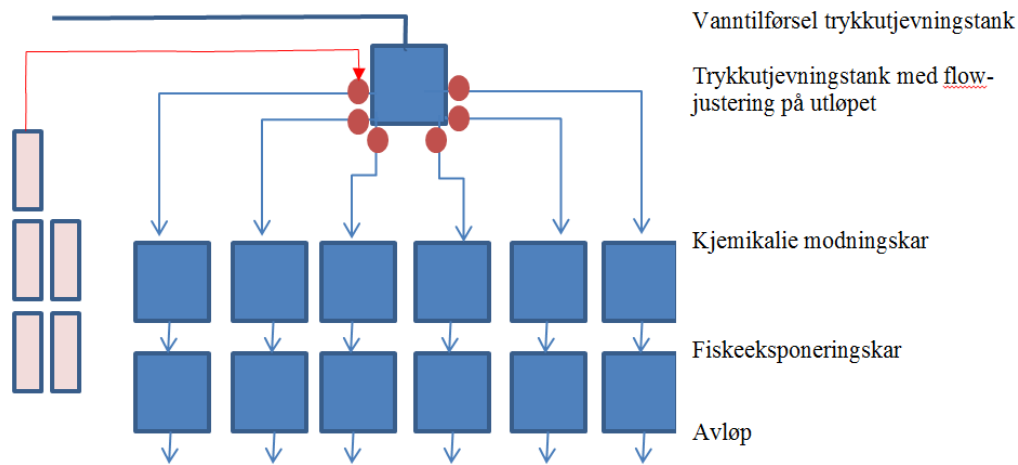 Vanntilførsel trykkutjevningstank
Trykkutjevningstank med flow-
justering på utløpet
Kjemikalie modningskar
Fiskeeksponeringskar
Avløp